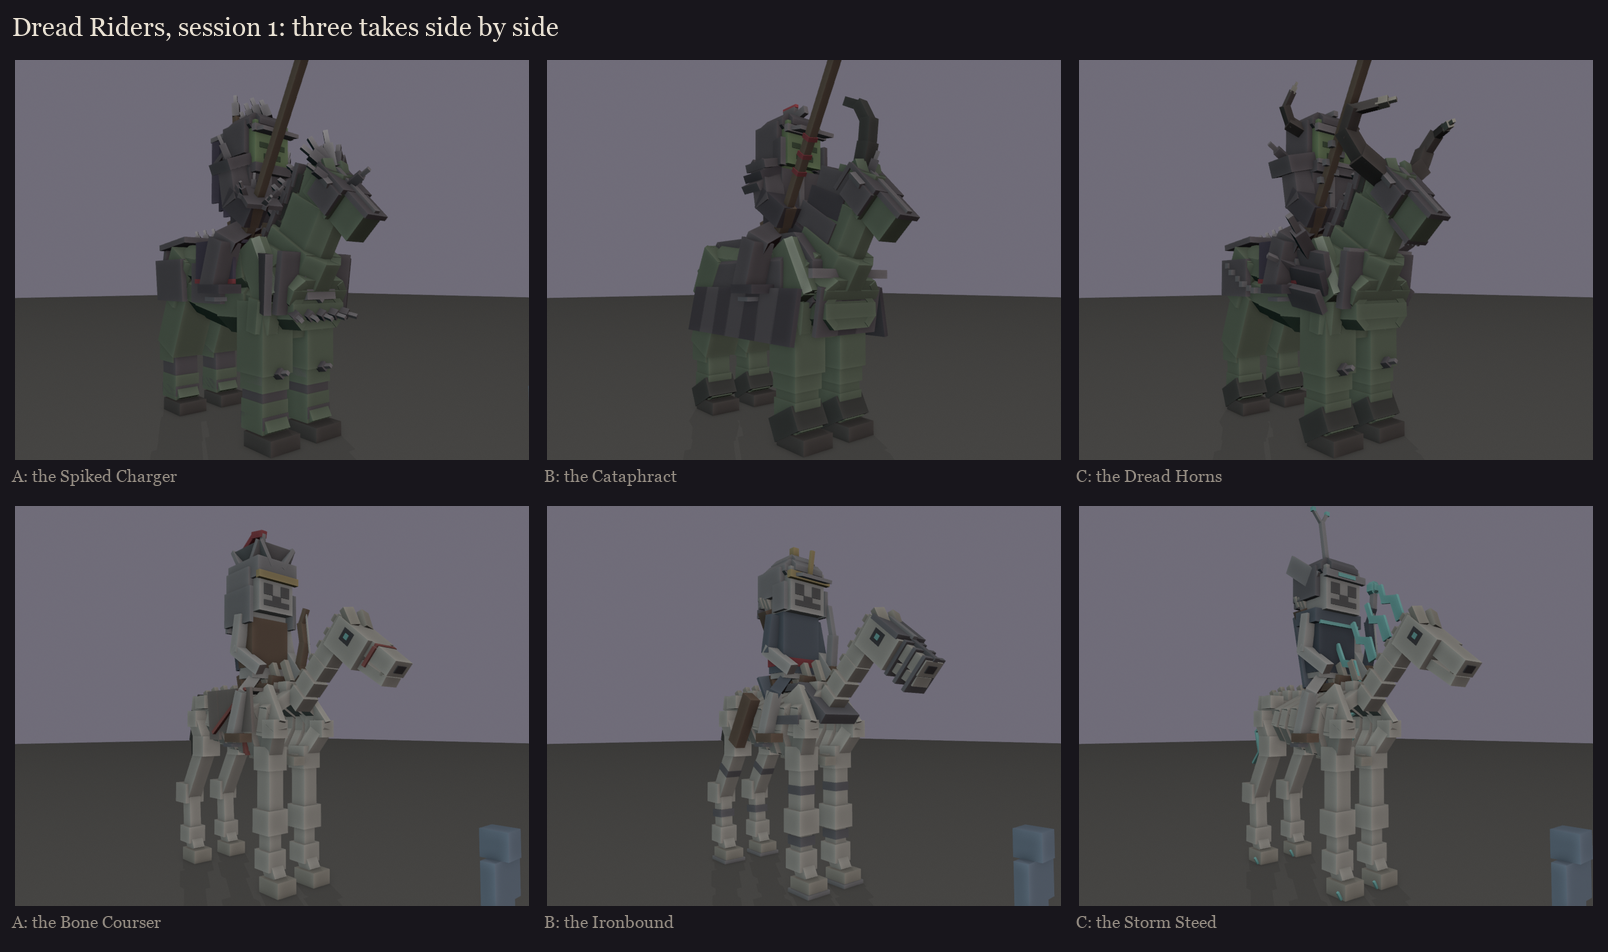 Dread Riders, session 1: three takes side by side
A: the Spiked Charger
B: the Cataphract
C: the Dread Horns
A: the Bone Courser
B: the Ironbound
C: the Storm Steed